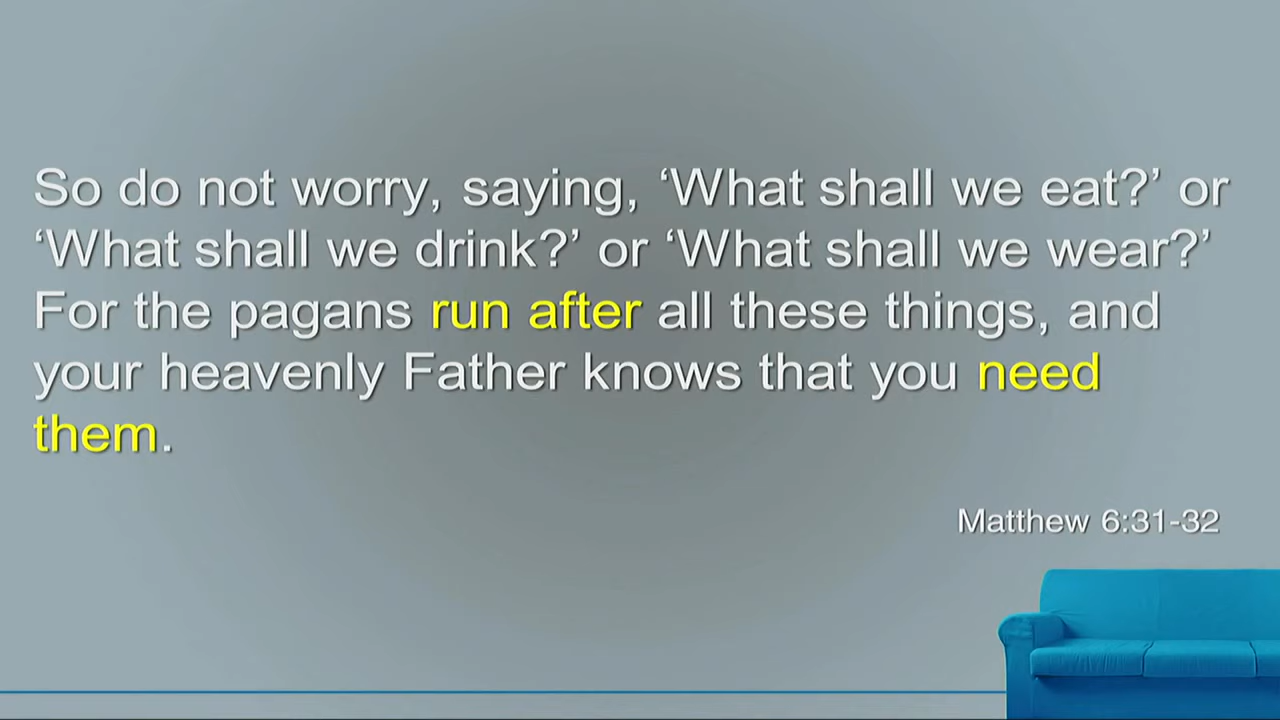 So do not worry, saying, ‘What shall we eat?’ or
‘What shall we drink?’ or ‘What shall we wear?’
For the pagans run after all these things, and
your heavenly Father knows that you need
them.
Matthew 6:31-32